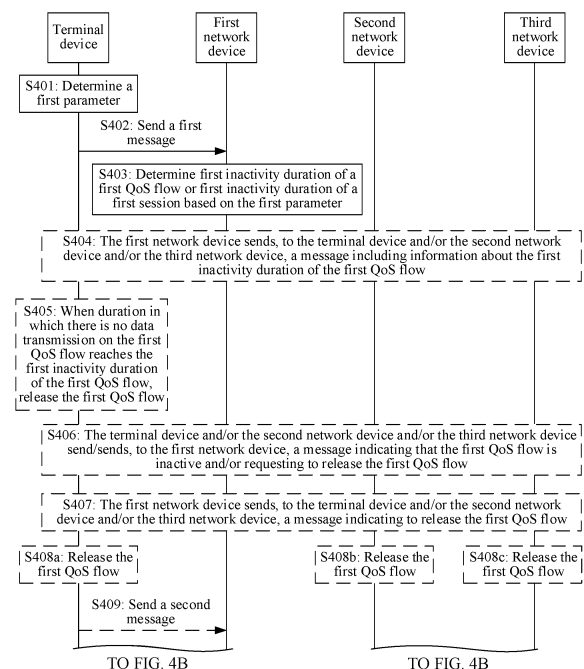 Terminal
device
First
network
device
Second
network
device
Third
network
device
S401: Determine a
first parameter
S402: Send a first
message
S403: Determine first inactivity duration of a
first QoS flow or first inactivity duration of a
first session based on the first parameter
S404: The first network device sends, to the terminal device and/or the second network
device and/or the third network device, a message including information about the first
inactivity duration of the first QoS flow
S405: When duration in
which there is no data
transmission on the first
QoS flow reaches the
first inactivity duration
of the first QoS flow,
release the first QoS flow
S406: The terminal device and/or the second network device and/or the third network device
send/sends, to the first network device, a message indicating that the first QoS flow is
inactive and/or requesting to release the first QoS flow
S407: The first network device sends, to the terminal device and/or the second network
device and/or the third network device, a message indicating to release the first QoS flow
S408a: Release the
first QoS flow
S408b: Release the
first QoS flow
S408c: Release the
first QoS flow
S409: Send a second
message
TO FIG. 4B
TO FIG. 4B